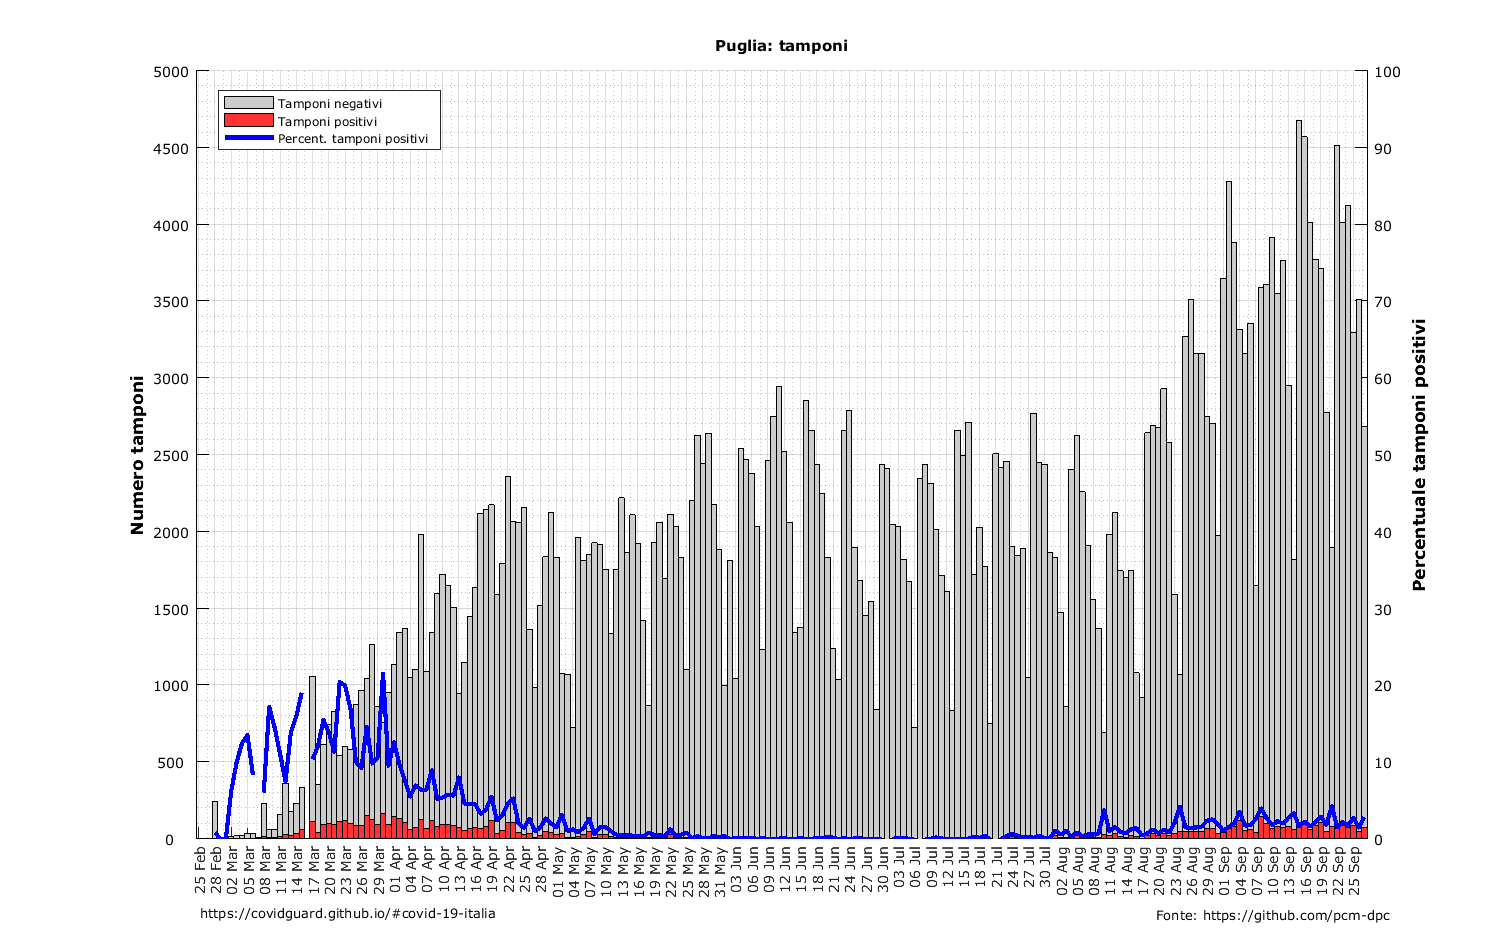 Puglia: tamponi
Tamponi negativi
Tamponi positivi
Percent. tamponi positivi
Numero tamponi
5000
4500
4000
3500
3000
2500
2000
1500
1000
500
0
Percentuale tamponi positivi
100
90
80
70
60
50
40
30
20
10
0
25 Feb
28 Feb
02 Mar
05 Mar
08 Mar
11 Mar
14 Mar
17 Mar
20 Mar
23 Mar
26 Mar
29 Mar
01 Apr
04 Apr
07 Apr
10 Apr
13 Apr
16 Apr
19 Apr
22 Apr
25 Apr
28 Apr
01 May
04 May
07 May
10 May
13 May
16 May
19 May
22 May
25 May
28 May
31 May
03 Jun
06 Jun
09 Jun
12 Jun
15 Jun
18 Jun
21 Jun
24 Jun
27 Jun
30 Jun
03 Jul
06 Jul
09 Jul
12 Jul
15 Jul
18 Jul
21 Jul
24 Jul
27 Jul
30 Jul
02 Aug
05 Aug
08 Aug
11 Aug
14 Aug
17 Aug
20 Aug
23 Aug
26 Aug
29 Aug
01 Sep
04 Sep
07 Sep
10 Sep
13 Sep
16 Sep
19 Sep
22 Sep
25 Sep
https://covidguard.github.io/#covid-19-italia
Fonte: https://github.com/pcm-dpc